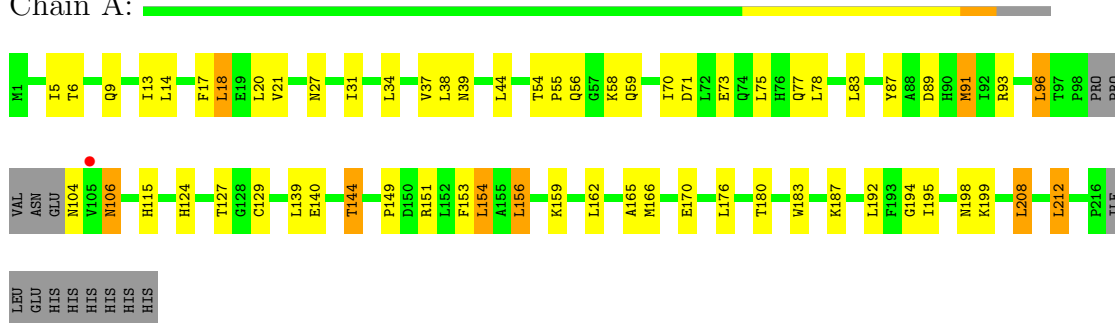 Chain A:
M1 I5 T6 Q9 I13 L14 F17 L18 E19 L20 V21 N27 I31 L34 V37 L38 N39 L44 T54 P55 Q56 G57 K58 Q59 I70 D71 L72 E73 Q74 L75 H76 Q77 L78 L83 Y87 A88 D89 H90 M91 I92 R93 L96 T97 P98 PRO PRO
VAL ASN GLU N104 V105 N106 H115 H124 T127 G128 C129 L139 E140 T144 P149 D150 R151 L152 F153 L154 A155 L156 K159 L162 A165 M166 E170 L176 T180 W183 K187 L192 F193 G194 I195 N198 K199 L208 L212 P216 ILE
LEU GLU HIS HIS HIS HIS HIS HIS